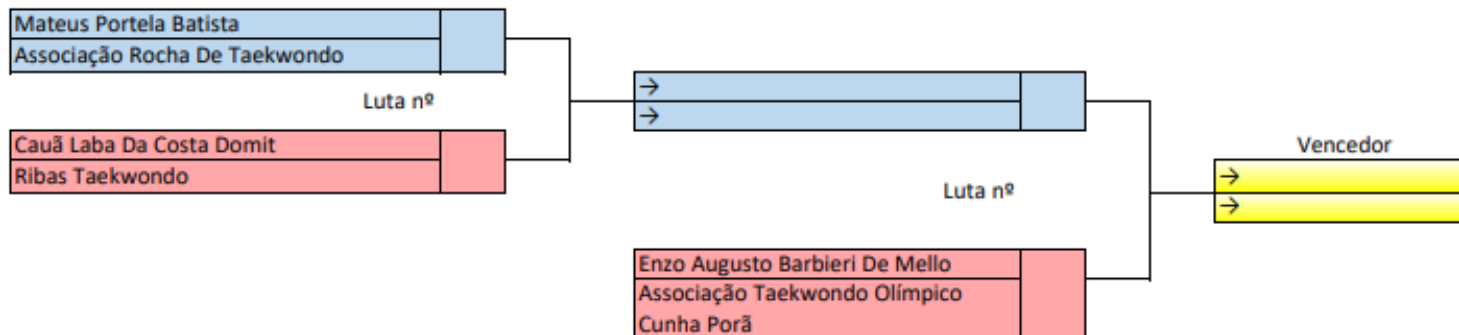 Mateus Portela Batista
Associação Rocha De Taekwondo
Luta nº
Cauã Laba Da Costa Domit
Ribas Taekwondo
→
→
Luta nº
Enzo Augusto Barbieri De Mello
Associação Taekwondo Olímpico
Cunha Porã
Vencedor
→
→